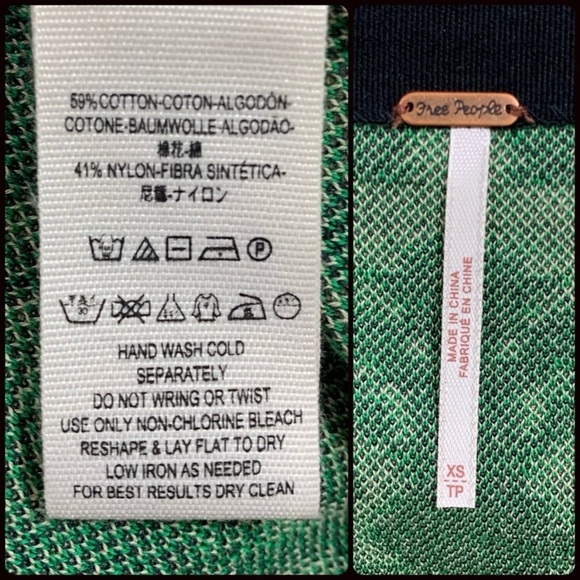 59% COTTON-COTON-ALGODÓN-
COTONE-BAUMWOLLE-ALGODÃO-
棉花-綿
41% NYLON-FIBRA SINTÉTICA-
尼龍-ナイロン
HAND WASH COLD
SEPARATELY
DO NOT WRING OR TWIST
USE ONLY NON-CHLORINE BLEACH
RESHAPE & LAY FLAT TO DRY
LOW IRON AS NEEDED
FOR BEST RESULTS DRY CLEAN
Free People
MADE IN CHINA
FABRIQUÉ EN CHINE
XS
TP